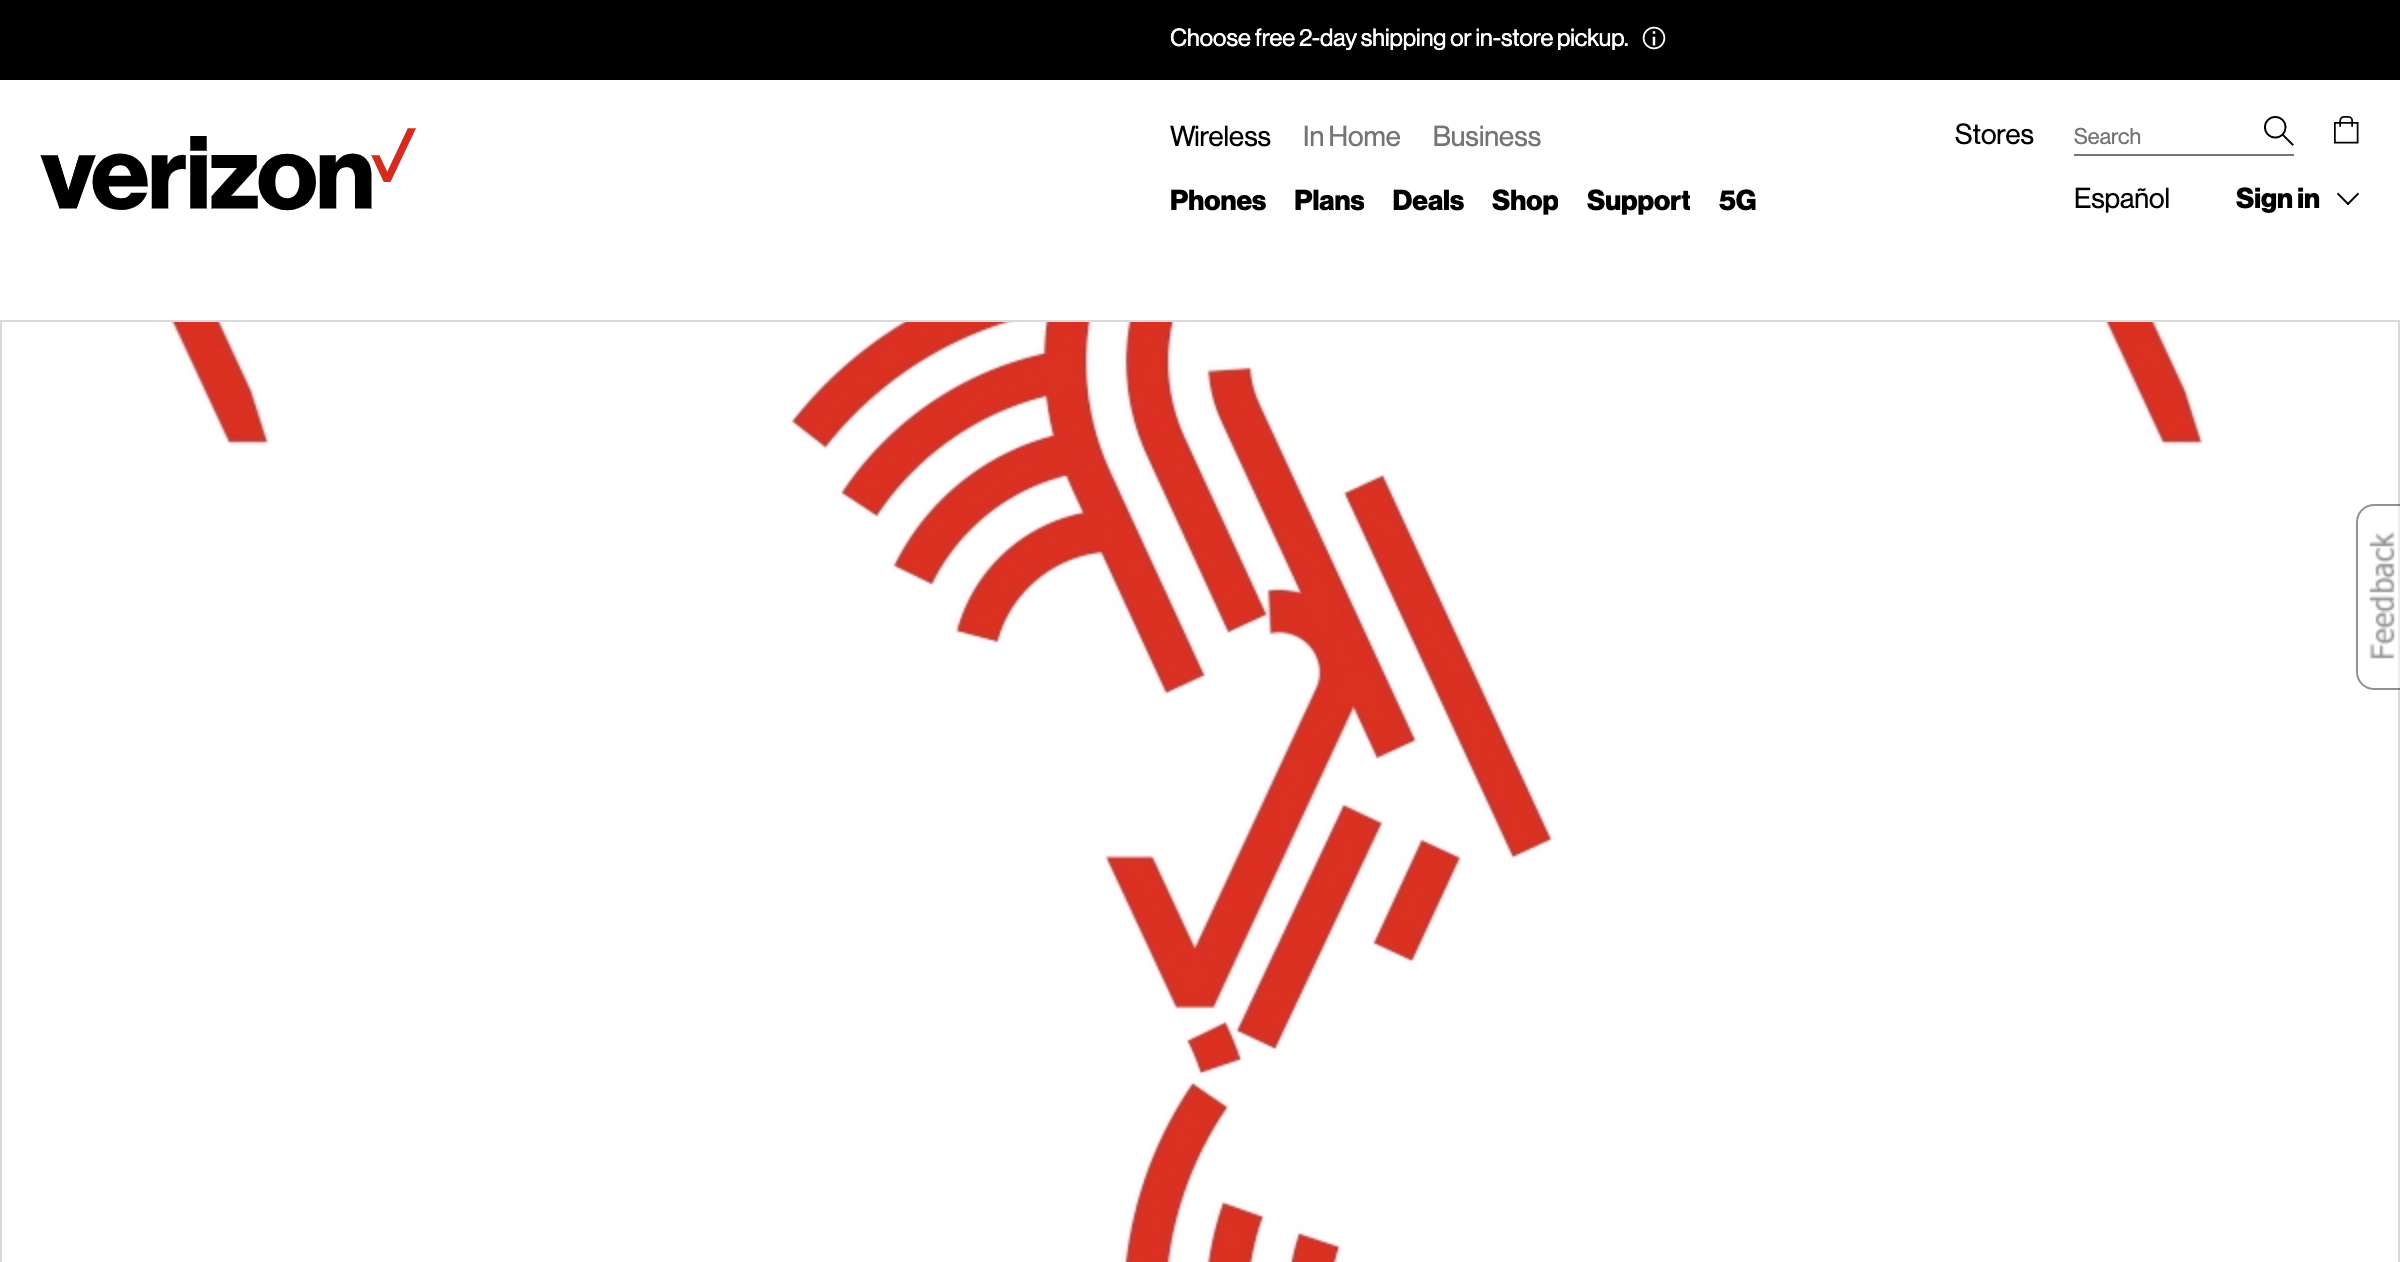 Choose free 2-day shipping or in-store pickup.
verizon
Wireless In Home Business
Stores Search
Phones Plans Deals Shop Support 5G
Español Sign in
Feedback